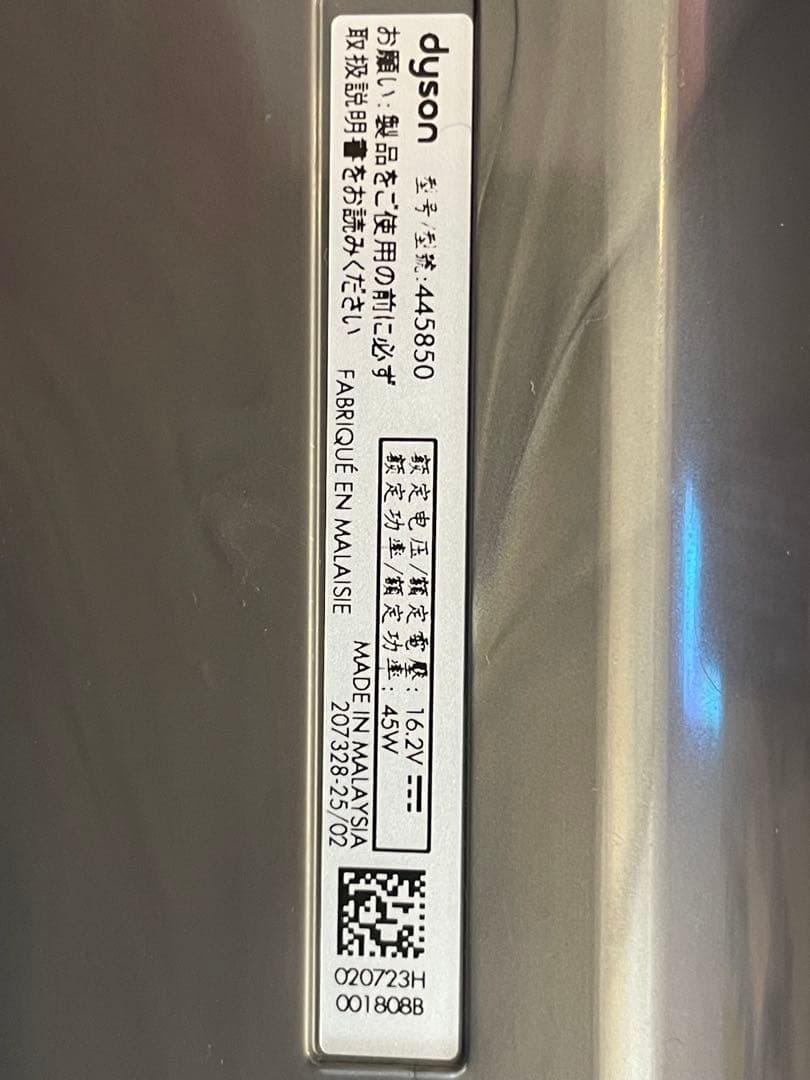 dyson 型号/型號:445850
お願い:製品をご使用の前に必ず
取扱説明書をお読みください
额定电压/額定電壓: 16.2V
额定功率/額定功率: 45W
FABRIQUÉ EN MALAISIE
MADE IN MALAYSIA
207328-25/02
020723H
001808B